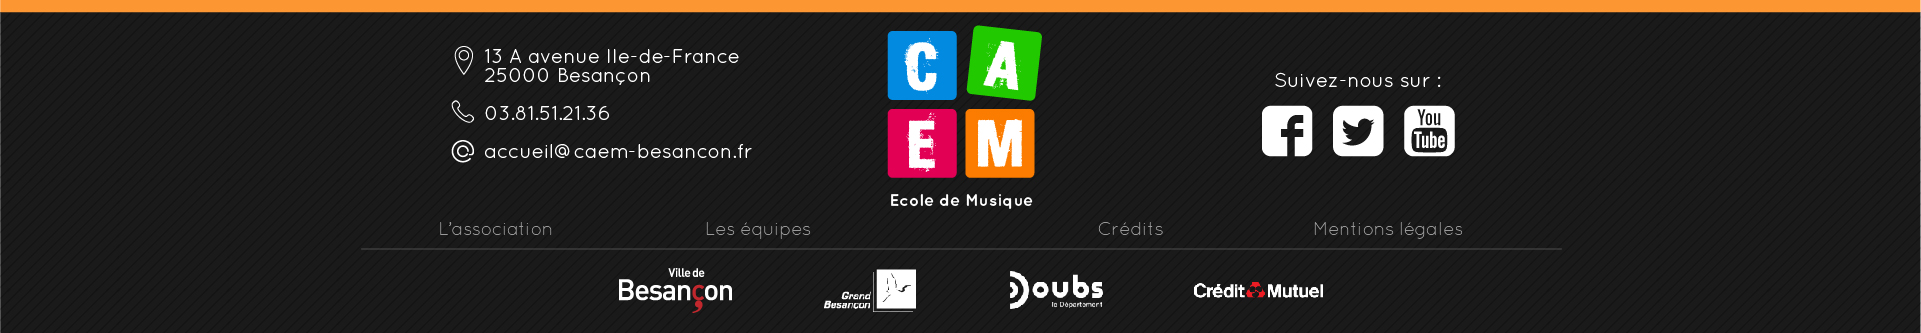 13 A avenue Ile-de-France
25000 Besançon
03.81.51.21.36
accueil@caem-besancon.fr
C A
E M
Ecole de Musique
Suivez-nous sur :
You
Tube
L'association
Les équipes
Crédits
Mentions légales
Ville de
Besançon
Grand
Besancon
Doubs
le Département
Crédit Mutuel